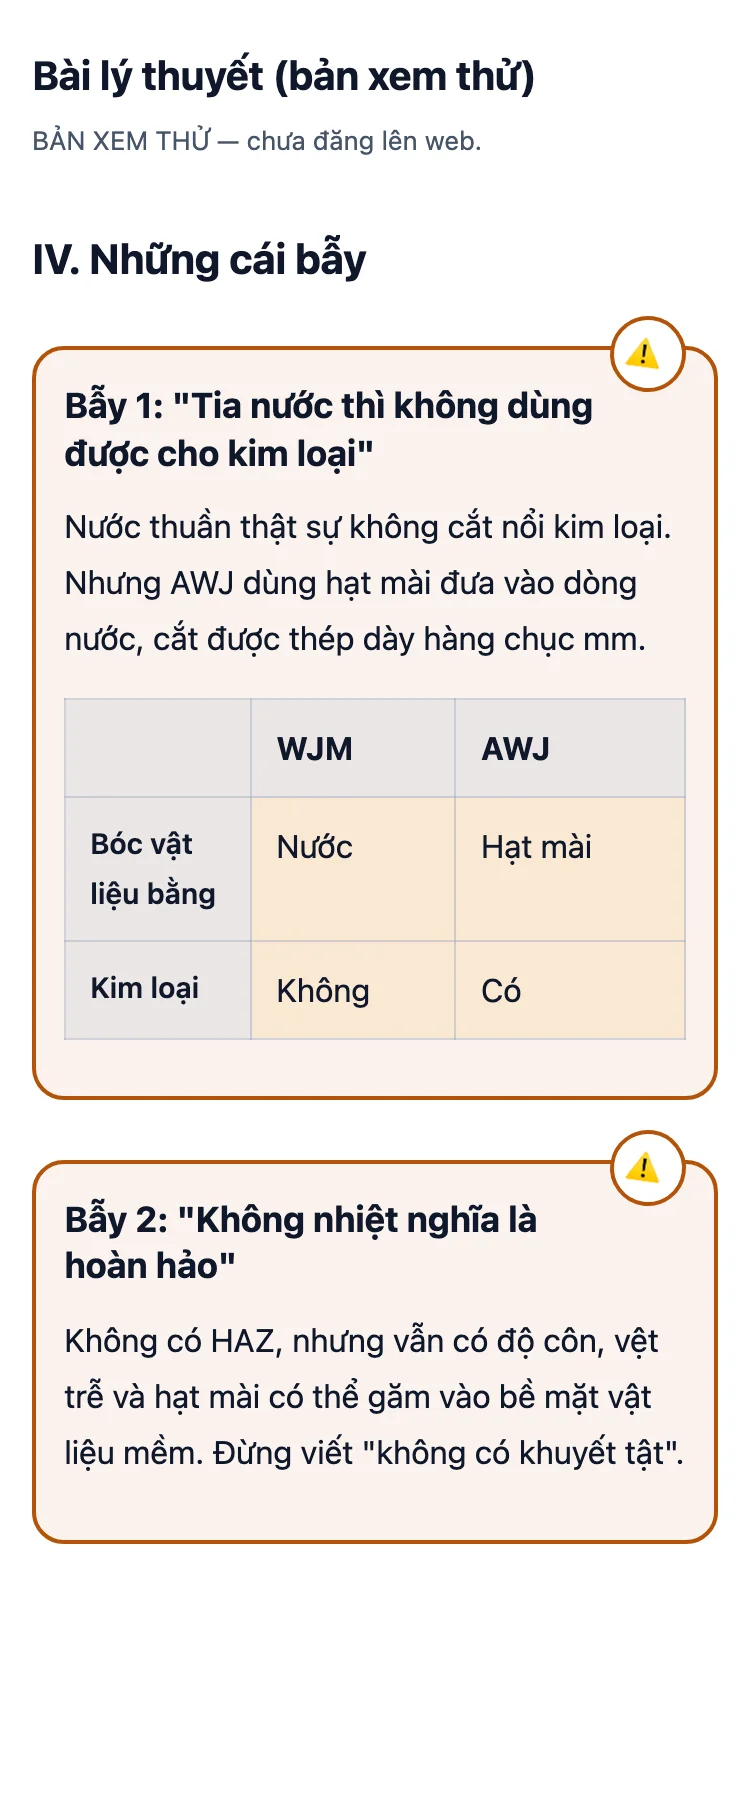 Bài lý thuyết (bản xem thử)
BẢN XEM THỬ — chưa đăng lên web.
IV. Những cái bẫy
Bẫy 1: "Tia nước thì không dùng
được cho kim loại"
Nước thuần thật sự không cắt nổi kim loại.
Nhưng AWJ dùng hạt mài đưa vào dòng
nước, cắt được thép dày hàng chục mm.
WJM AWJ
Bóc vật
liệu bằng
Nước Hạt mài
Kim loại Không Có
Bẫy 2: "Không nhiệt nghĩa là
hoàn hảo"
Không có HAZ, nhưng vẫn có độ côn, vệt
trễ và hạt mài có thể găm vào bề mặt vật
liệu mềm. Đừng viết "không có khuyết tật".